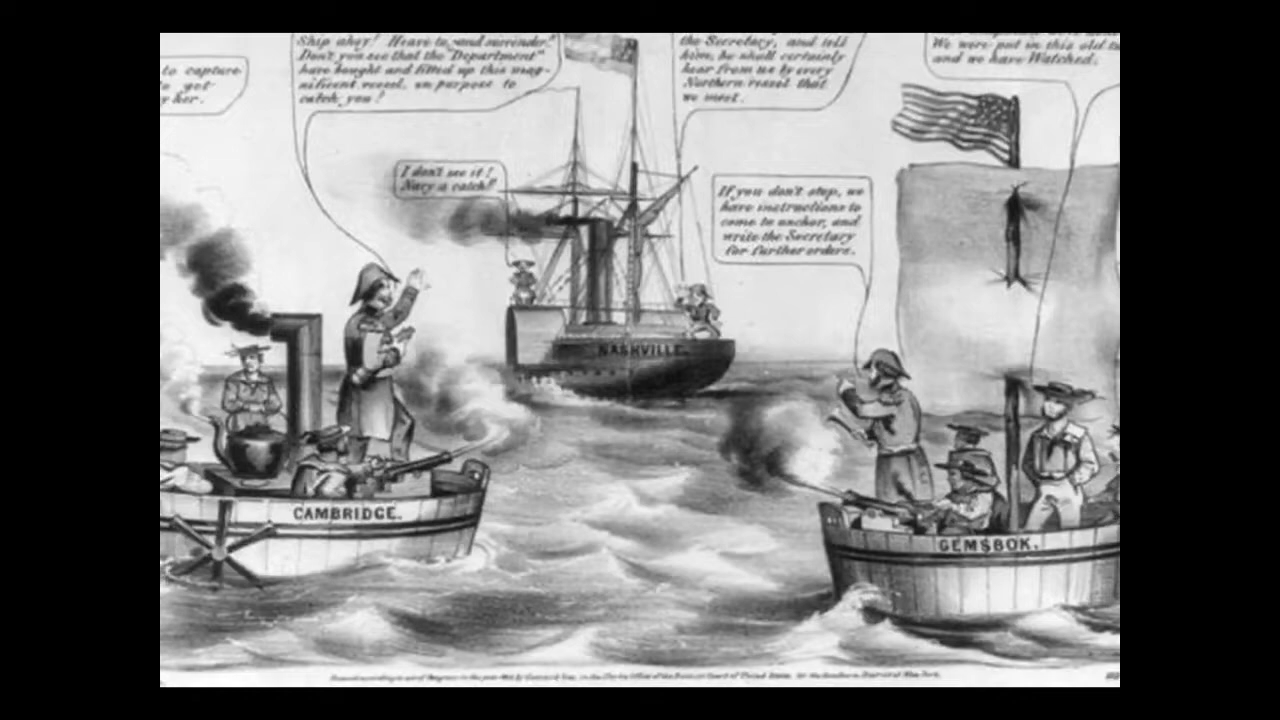 to capture
to get
by her.
Ship ahoy! Heave to, and surrender!
Don't you see that the "Department"
have bought and fitted up this mag-
nificent vessel, on purpose to
catch you!
I don't see it!
Nary a catch!!
the Secretary, and tell
him, he shall certainly
hear from us by every
Northern vessel that
we meet.
If you don't stop, we
have instructions to
come to anchor, and
write the Secretary
for further orders.
We were put in this old
and we have Watched.
NASHVILLE.
CAMBRIDGE.
GEMSBOK.